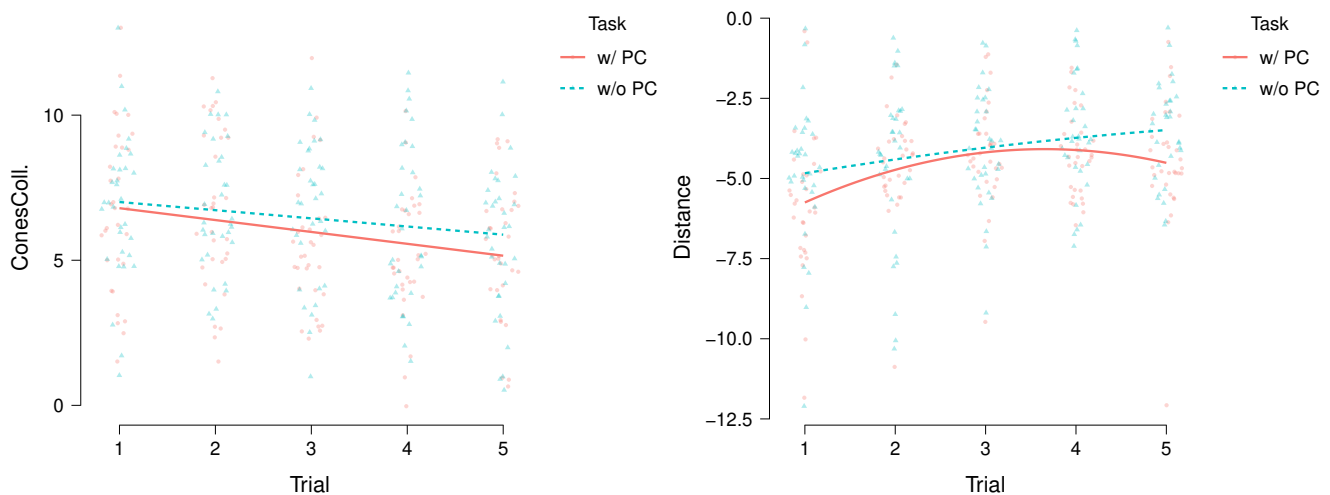 Task
w/ PC
w/o PC
10
5
0
ConesColl.
1 2 3 4 5
Trial
Task
w/ PC
w/o PC
0.0
−2.5
−5.0
−7.5
−10.0
−12.5
Distance
1 2 3 4 5
Trial